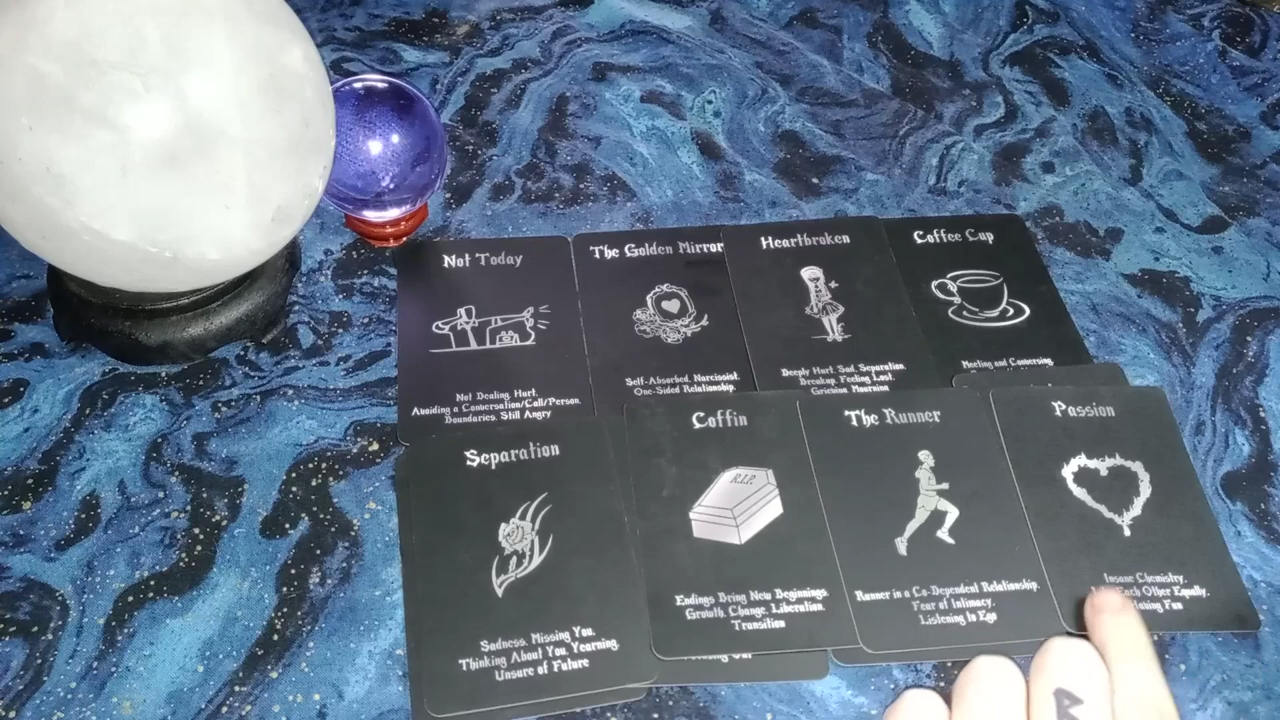 Not Today
Not Dealing, Hurt,
Avoiding a Conversation/Call/Person,
Boundaries, Still Angry
The Golden Mirror
Self-Absorbed, Narcissist,
One-Sided Relationship,
Heartbroken
Deeply Hurt, Sad, Separation,
Breakup, Feeling Lost,
Grieving, Mourning
Coffee Cup
Meeting and Conversing,
Separation
Sadness, Missing You,
Thinking About You, Yearning,
Unsure of Future
Coffin
R.I.P.
Endings Bring New Beginnings,
Growth, Change, Liberation,
Transition
The Runner
Runner in a Co-Dependent Relationship,
Fear of Intimacy,
Listening to Ego
Passion
Insane Chemistry,
Each Other Equally,
Having Fun